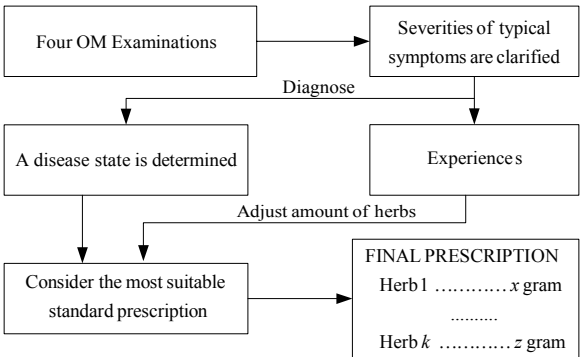 Four OM Examinations
Severities of typical
symptoms are clarified
Diagnose
A disease state is determined
Experiences
Adjust amount of herbs
Consider the most suitable
standard prescription
FINAL PRESCRIPTION
Herb 1 ………… x gram
..........
Herb k ………… z gram